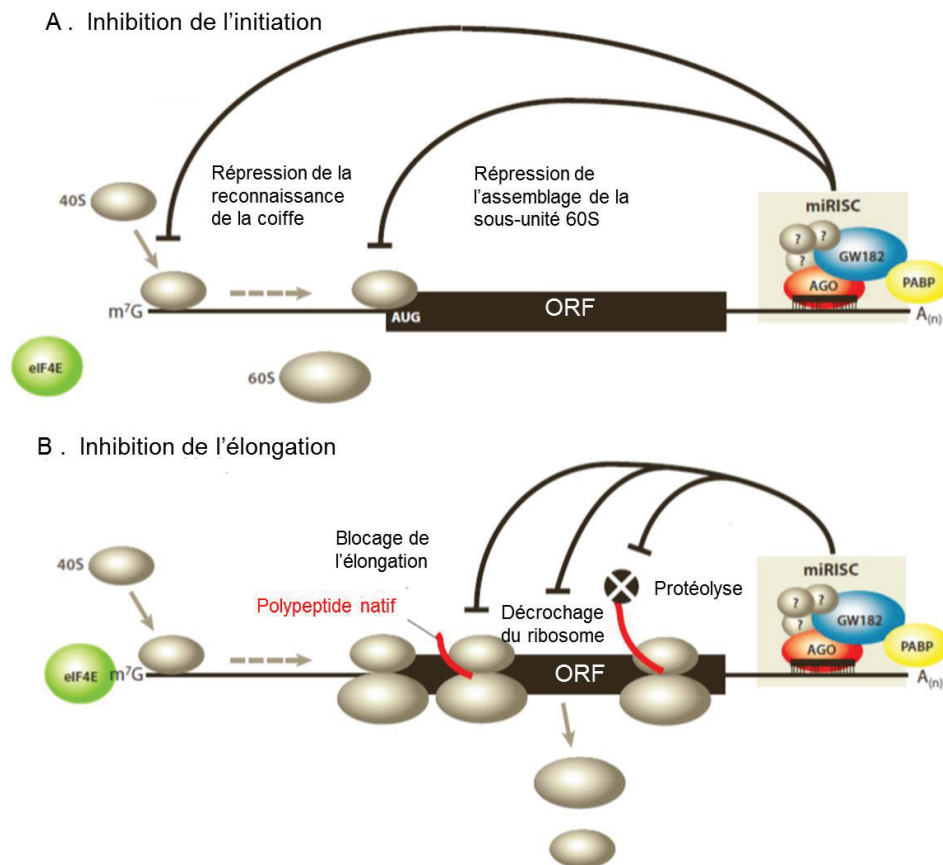 A . Inhibition de l'initiation
Répression de la
reconnaissance
de la coiffe
Répression de
l'assemblage de la
sous-unité 60S
40S
miRISC
?
?
?
GW182
PABP
AGO
m⁷G
AUG
ORF
A(n)
eIF4E
60S
B . Inhibition de l'élongation
Blocage de
l'élongation
40S
Polypeptide natif
Décrochage
du ribosome
Protéolyse
miRISC
?
?
?
GW182
PABP
AGO
eIF4E
m⁷G
ORF
A(n)